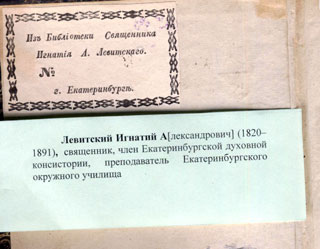 Изъ Библіотеки Священника
Игнатія А. Левитскаго.
№
г. Екатеринбургъ.
Левитский Игнатий А[лександрович] (1820–
1891), священник, член Екатеринбургской духовной
консистории, преподаватель Екатеринбургского
окружного училища